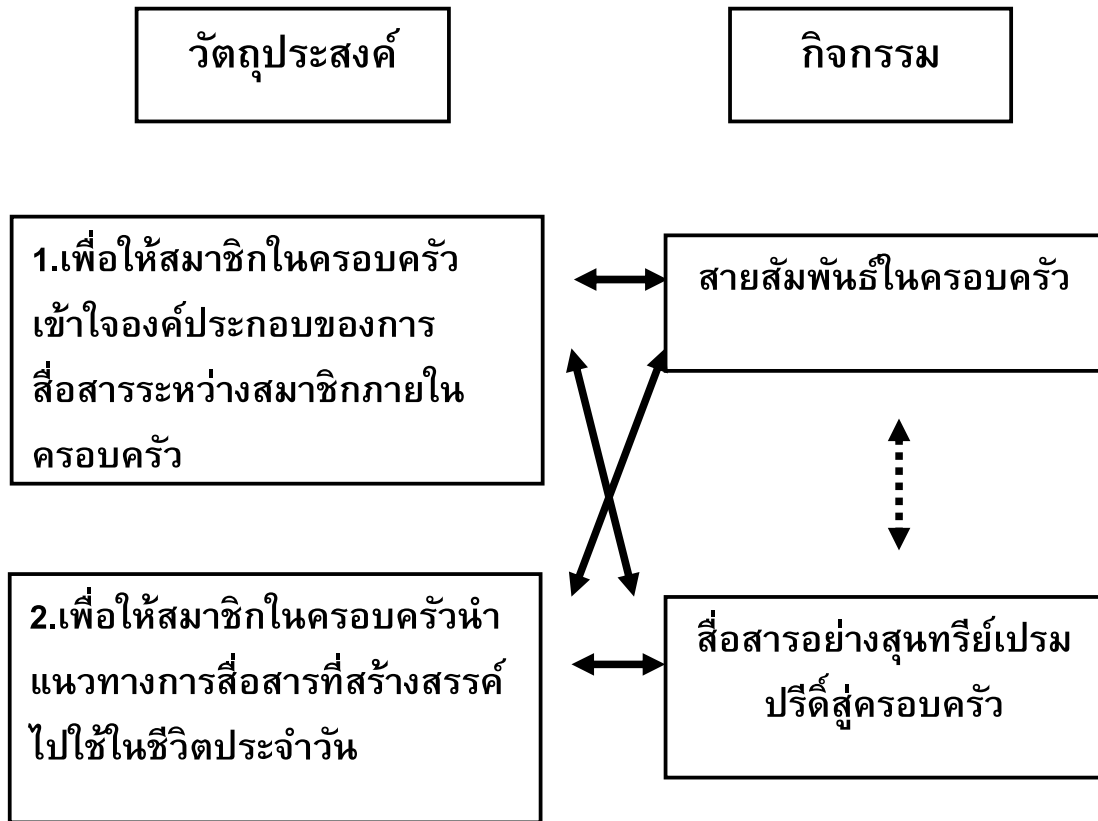 วัตถุประสงค์
กิจกรรม
1.เพื่อให้สมาชิกในครอบครัว
เข้าใจองค์ประกอบของการ
สื่อสารระหว่างสมาชิกภายใน
ครอบครัว
สายสัมพันธ์ในครอบครัว
2.เพื่อให้สมาชิกในครอบครัวนำ
แนวทางการสื่อสารที่สร้างสรรค์
ไปใช้ในชีวิตประจำวัน
สื่อสารอย่างสุนทรีย์เปรม
ปรีดิ์สู่ครอบครัว